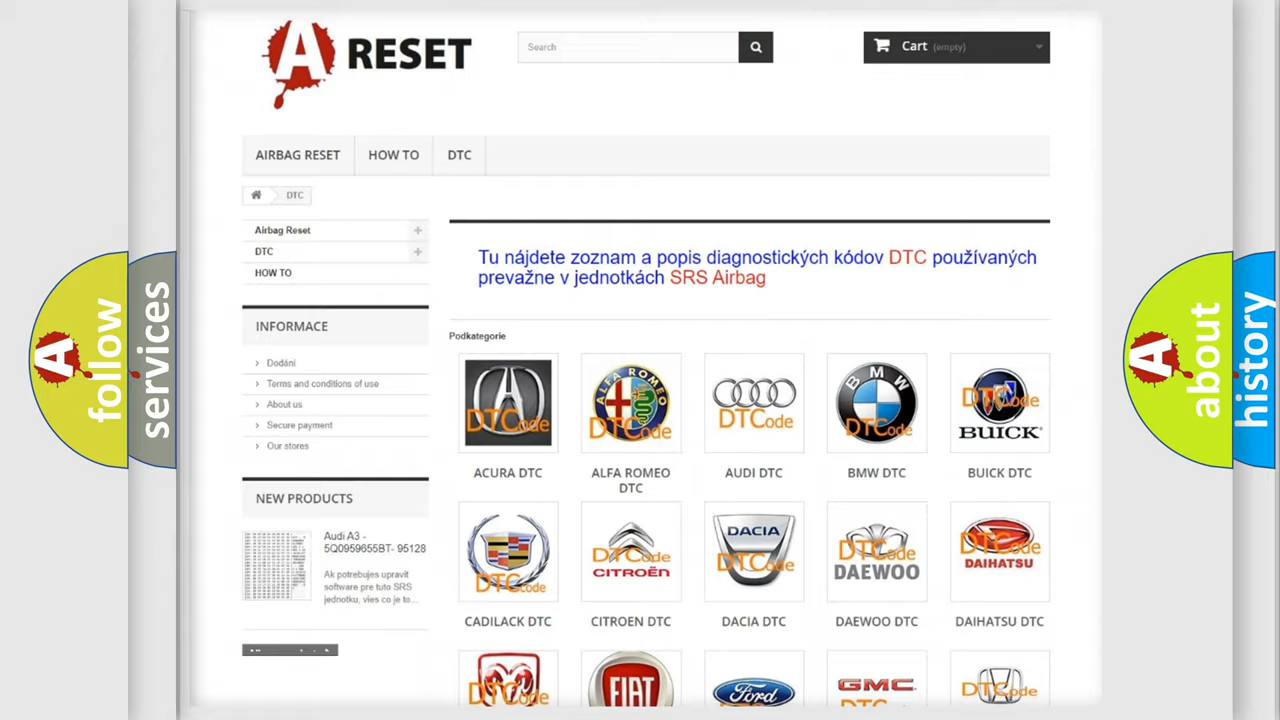 A RESET
Search
Cart (empty)
AIRBAG RESET
HOW TO
DTC
DTC
Airbag Reset
DTC
HOW TO
INFORMACE
Dodání
Terms and conditions of use
About us
Secure payment
Our stores
NEW PRODUCTS
Audi A3 -
5Q0959655BT- 95128
Ak potrebujes upravit
software pre tuto SRS
jednotku, vies co je to...
Tu nájdete zoznam a popis diagnostických kódov DTC používaných
prevažne v jednotkách SRS Airbag
Podkategorie
DTCode
ALFA ROMEO
DTCode
DTCode
BMW
DTCode
DTCode
BUICK
ACURA DTC
ALFA ROMEO
DTC
AUDI DTC
BMW DTC
BUICK DTC
DTCode
DTCode
CITROËN
DACIA
DTCode
DTCode
DAEWOO
DTCode
DAIHATSU
CADILACK DTC
CITROEN DTC
DACIA DTC
DAEWOO DTC
DAIHATSU DTC
DTCode
FIAT
Ford
GMC
DTCode
A
follow
services
A
about
history